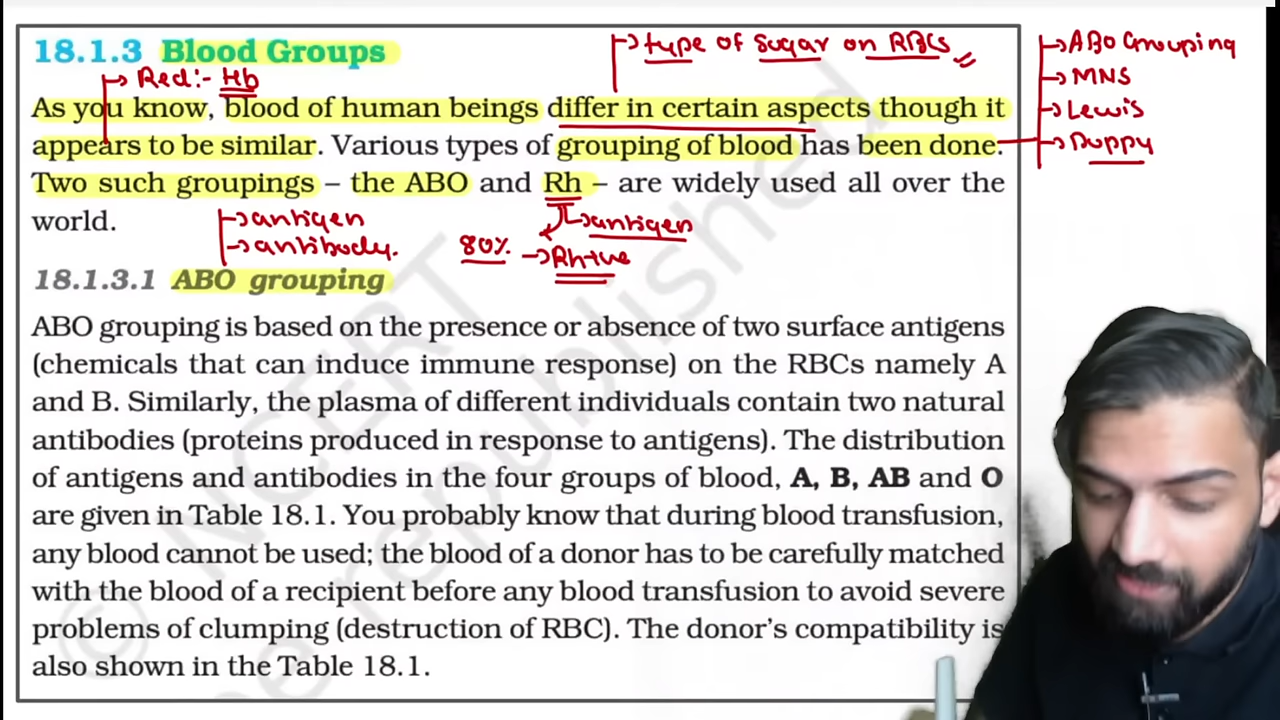 18.1.3 Blood Groups
→ type of sugar on RBCs
→ ABO Grouping
→ Red:- Hb
→ MNS
→ Lewis
→ Duppy
As you know, blood of human beings differ in certain aspects though it
appears to be similar. Various types of grouping of blood has been done.
Two such groupings – the ABO and Rh – are widely used all over the
world.
→ antigen
→ antibody.
→ antigen
80% → Rh+ve
18.1.3.1 ABO grouping
ABO grouping is based on the presence or absence of two surface antigens
(chemicals that can induce immune response) on the RBCs namely A
and B. Similarly, the plasma of different individuals contain two natural
antibodies (proteins produced in response to antigens). The distribution
of antigens and antibodies in the four groups of blood, A, B, AB and O
are given in Table 18.1. You probably know that during blood transfusion,
any blood cannot be used; the blood of a donor has to be carefully matched
with the blood of a recipient before any blood transfusion to avoid severe
problems of clumping (destruction of RBC). The donor's compatibility is
also shown in the Table 18.1.
© NCERT
republished